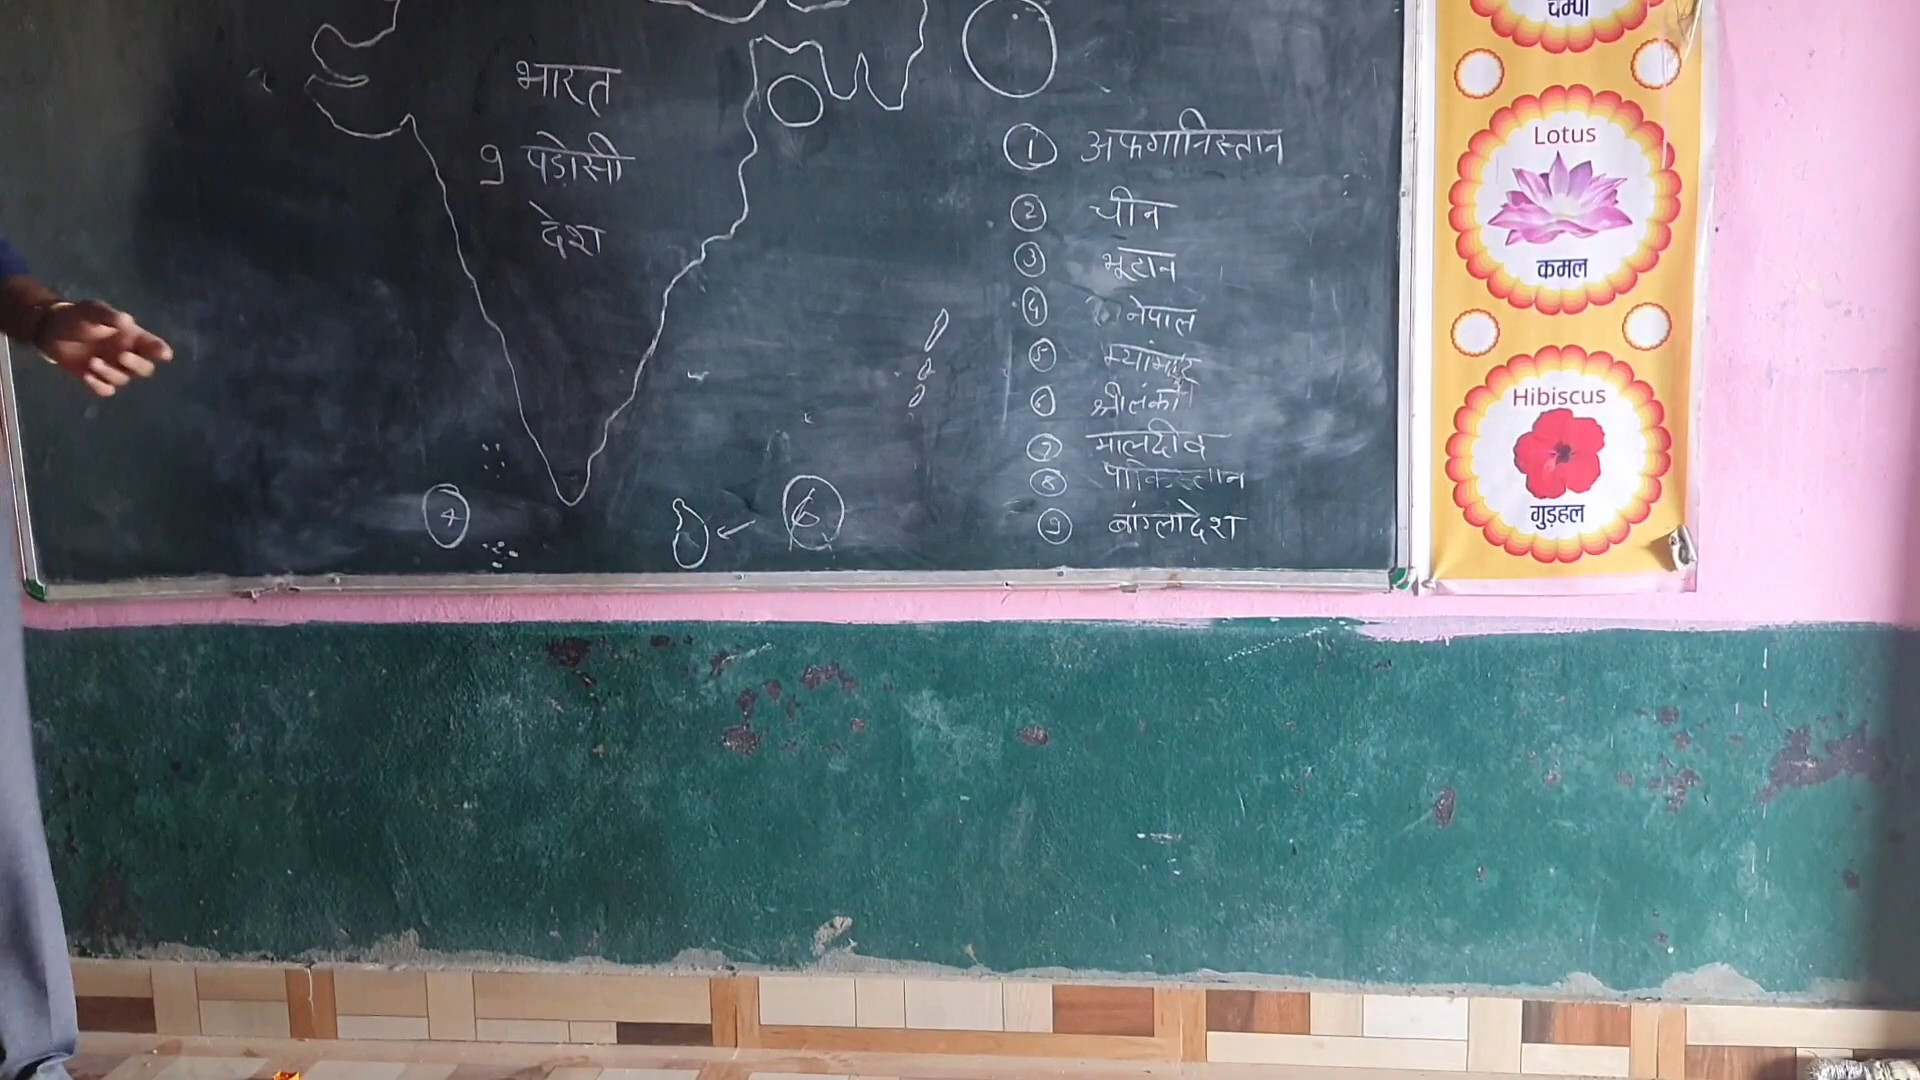 भारत
9 पड़ोसी
देश
① अफगानिस्तान
② चीन
③ भूटान
④ नेपाल
⑤ म्यांमार
⑥ श्रीलंका
⑦ मालदीव
⑧ पाकिस्तान
⑨ बांग्लादेश
7
6
चम्पा
Lotus
कमल
Hibiscus
गुड़हल